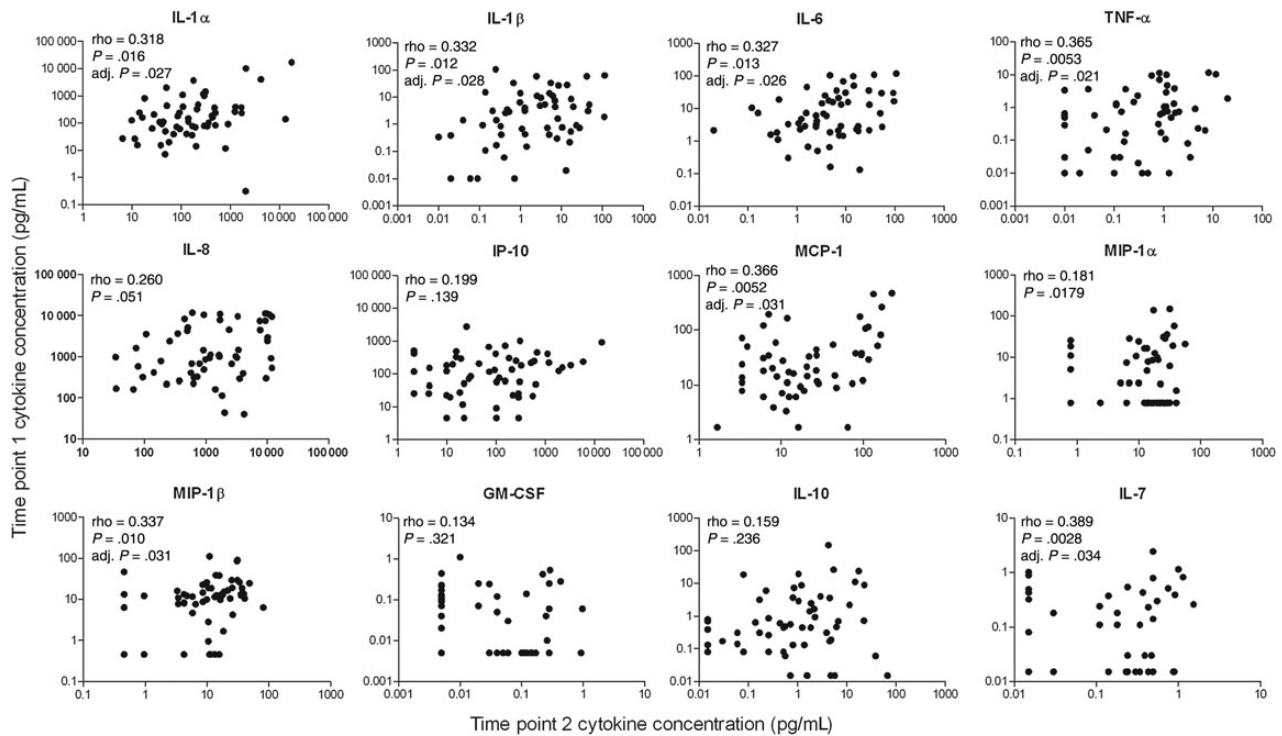 Time point 1 cytokine concentration (pg/mL)
IL-1α
rho = 0.318
P = .016
adj. P = .027
100 000
10 000
1000
100
10
1
0.1
1 10 100 1000 10 000 100 000
IL-1β
rho = 0.332
P = .012
adj. P = .028
1000
100
10
1
0.1
0.01
0.001
0.001 0.01 0.1 1 10 100 1000
IL-6
rho = 0.327
P = .013
adj. P = .026
1000
100
10
1
0.1
0.01
0.01 0.1 1 10 100 1000
TNF-α
rho = 0.365
P = .0053
adj. P = .021
100
10
1
0.1
0.01
0.001
0.001 0.01 0.1 1 10 100
IL-8
rho = 0.260
P = .051
100 000
10 000
1000
100
10
10 100 1000 10 000 100 000
IP-10
rho = 0.199
P = .139
100 000
10 000
1000
100
10
1
1 10 100 1000 10 000 100 000
MCP-1
rho = 0.366
P = .0052
adj. P = .031
1000
100
10
1
1 10 100 1000
MIP-1α
rho = 0.181
P = .0179
1000
100
10
1
0.1
0.1 1 10 100 1000
MIP-1β
rho = 0.337
P = .010
adj. P = .031
1000
100
10
1
0.1
0.1 1 10 100 1000
GM-CSF
rho = 0.134
P = .321
10
1
0.1
0.01
0.001
0.001 0.01 0.1 1 10
IL-10
rho = 0.159
P = .236
1000
100
10
1
0.1
0.01
0.01 0.1 1 10 100 1000
IL-7
rho = 0.389
P = .0028
adj. P = .034
100
10
1
0.1
0.01
0.01 0.1 1 10
Time point 2 cytokine concentration (pg/mL)